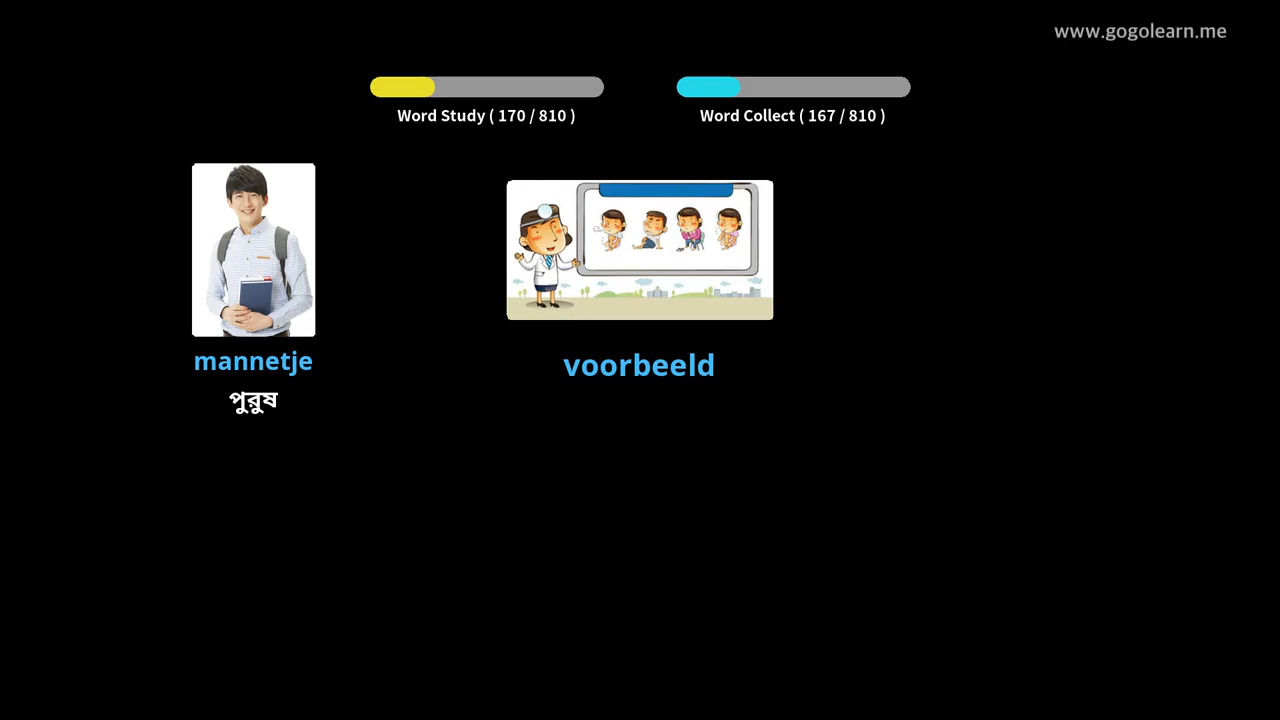 www.gogolearn.me
Word Study ( 170 / 810 )
Word Collect ( 167 / 810 )
mannetje
পুরুষ
voorbeeld